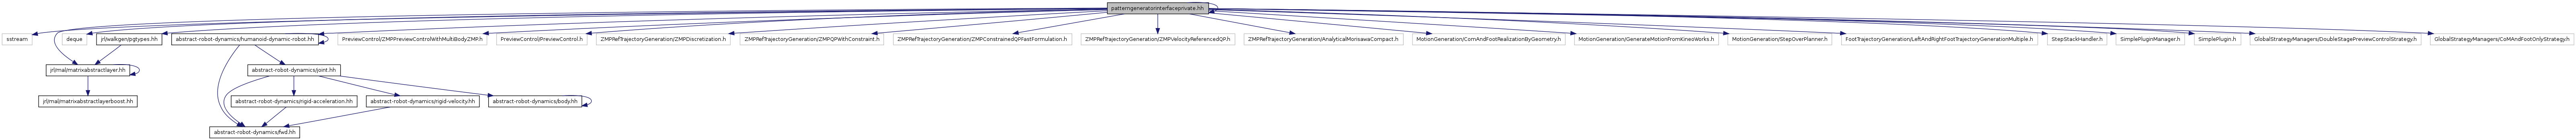 patterngeneratorinterfaceprivate.hh
sstream
deque
jrl/walkgen/pgtypes.hh
abstract-robot-dynamics/humanoid-dynamic-robot.hh
PreviewControl/ZMPPreviewControlWithMultiBodyZMP.h
PreviewControl/PreviewControl.h
ZMPRefTrajectoryGeneration/ZMPDiscretization.h
ZMPRefTrajectoryGeneration/ZMPQPWithConstraint.h
ZMPRefTrajectoryGeneration/ZMPConstrainedQPFastFormulation.h
ZMPRefTrajectoryGeneration/ZMPVelocityReferencedQP.h
ZMPRefTrajectoryGeneration/AnalyticalMorisawaCompact.h
MotionGeneration/ComAndFootRealizationByGeometry.h
MotionGeneration/GenerateMotionFromKineoWorks.h
MotionGeneration/StepOverPlanner.h
FootTrajectoryGeneration/LeftAndRightFootTrajectoryGenerationMultiple.h
StepStackHandler.h
SimplePluginManager.h
SimplePlugin.h
GlobalStrategyManagers/DoubleStagePreviewControlStrategy.h
GlobalStrategyManagers/CoMAndFootOnlyStrategy.h
jrl/mal/matrixabstractlayer.hh
abstract-robot-dynamics/joint.hh
jrl/mal/matrixabstractlayerboost.hh
abstract-robot-dynamics/rigid-acceleration.hh
abstract-robot-dynamics/rigid-velocity.hh
abstract-robot-dynamics/body.hh
abstract-robot-dynamics/fwd.hh